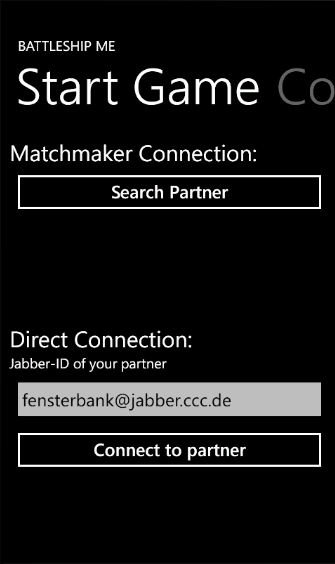 BATTLESHIP ME
Start Game Co
Matchmaker Connection:
Search Partner
Direct Connection:
Jabber-ID of your partner
fensterbank@jabber.ccc.de
Connect to partner